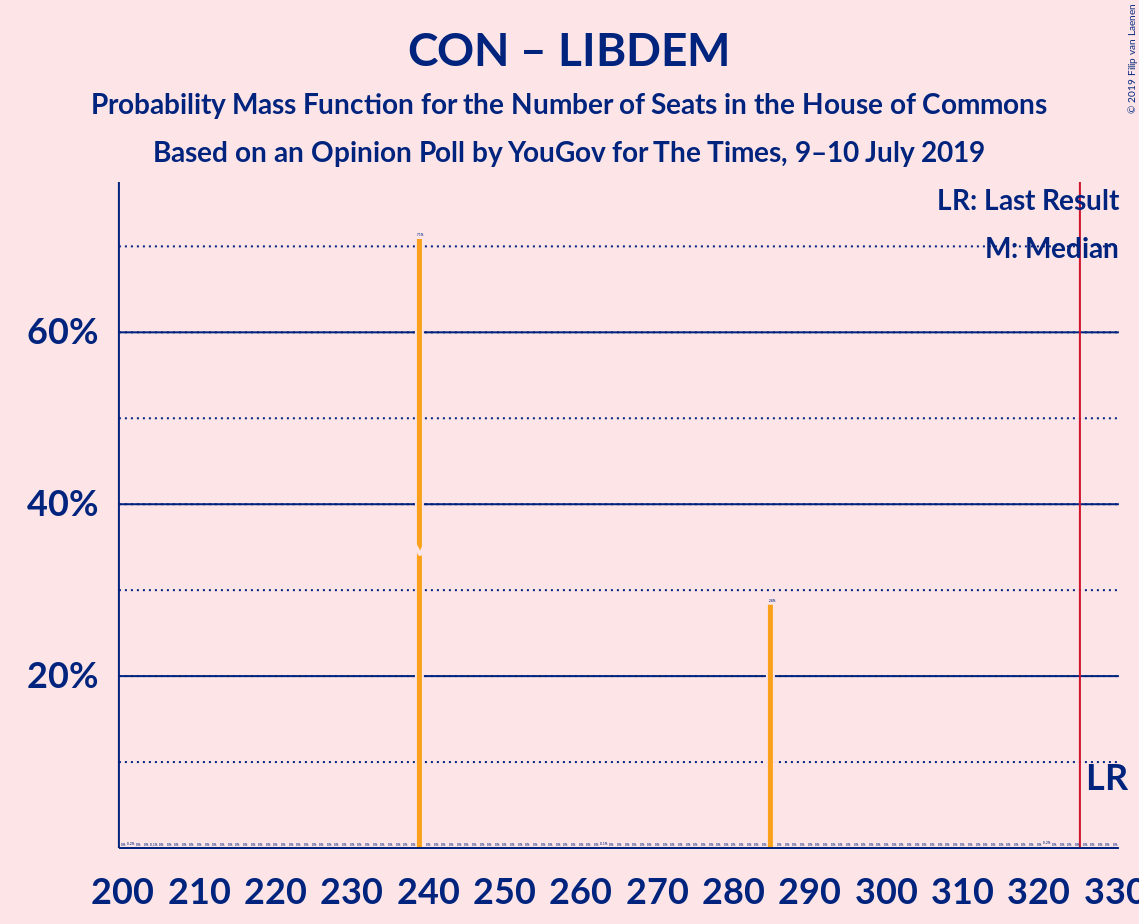 CON – LIBDEM
Probability Mass Function for the Number of Seats in the House of Commons
Based on an Opinion Poll by YouGov for The Times, 9–10 July 2019
© 2019 Filip van Laenen
LR: Last Result
M: Median
60%
40%
20%
LR
200 210 220 230 240 250 260 270 280 290 300 310 320 330